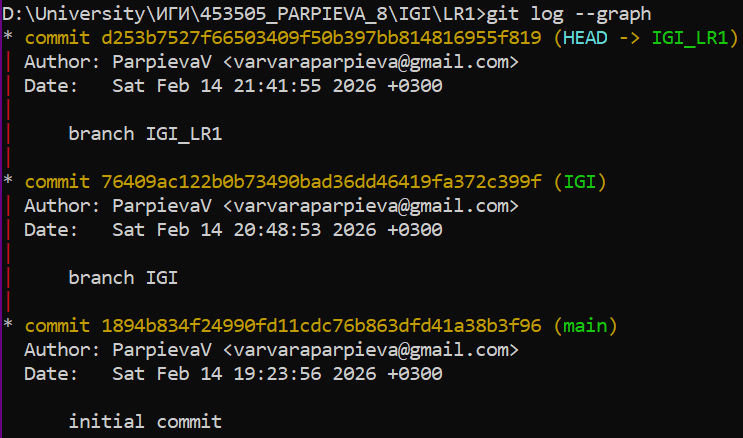 D:\University\ИГИ\453505_PARPIEVA_8\IGI\LR1>git log --graph
* commit d253b7527f66503409f50b397bb814816955f819 (HEAD -> IGI_LR1)
| Author: ParpievaV <varvaraparpieva@gmail.com>
| Date:   Sat Feb 14 21:41:55 2026 +0300
|
|     branch IGI_LR1
|
* commit 76409ac122b0b73490bad36dd46419fa372c399f (IGI)
| Author: ParpievaV <varvaraparpieva@gmail.com>
| Date:   Sat Feb 14 20:48:53 2026 +0300
|
|     branch IGI
|
* commit 1894b834f24990fd11cdc76b863dfd41a38b3f96 (main)
  Author: ParpievaV <varvaraparpieva@gmail.com>
  Date:   Sat Feb 14 19:23:56 2026 +0300

      initial commit